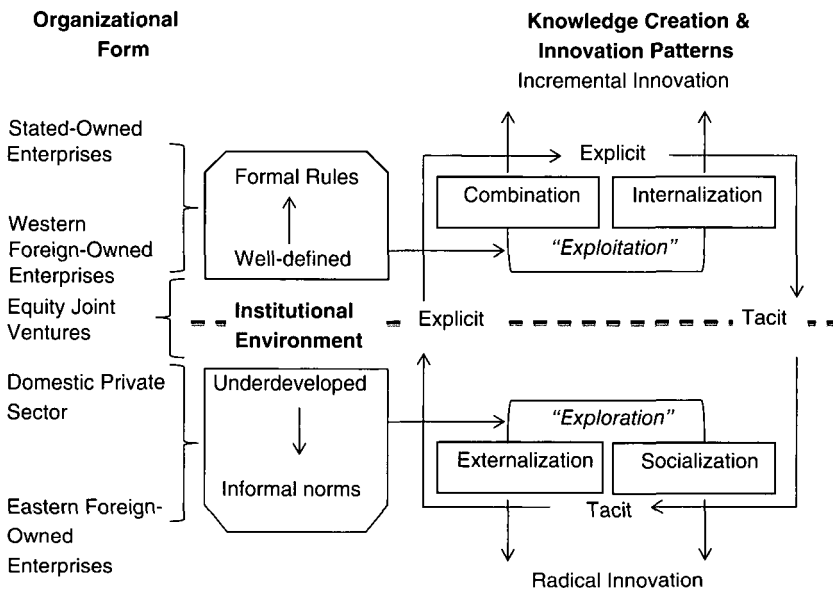 Organizational
Form
Knowledge Creation &
Innovation Patterns
Incremental Innovation
Stated-Owned
Enterprises
Western
Foreign-Owned
Enterprises
Equity Joint
Ventures
Domestic Private
Sector
Eastern Foreign-
Owned
Enterprises
Formal Rules
Well-defined
Institutional
Environment
Underdeveloped
Informal norms
Explicit
Combination
Internalization
"Exploitation"
Explicit
Tacit
"Exploration"
Externalization
Socialization
Tacit
Radical Innovation